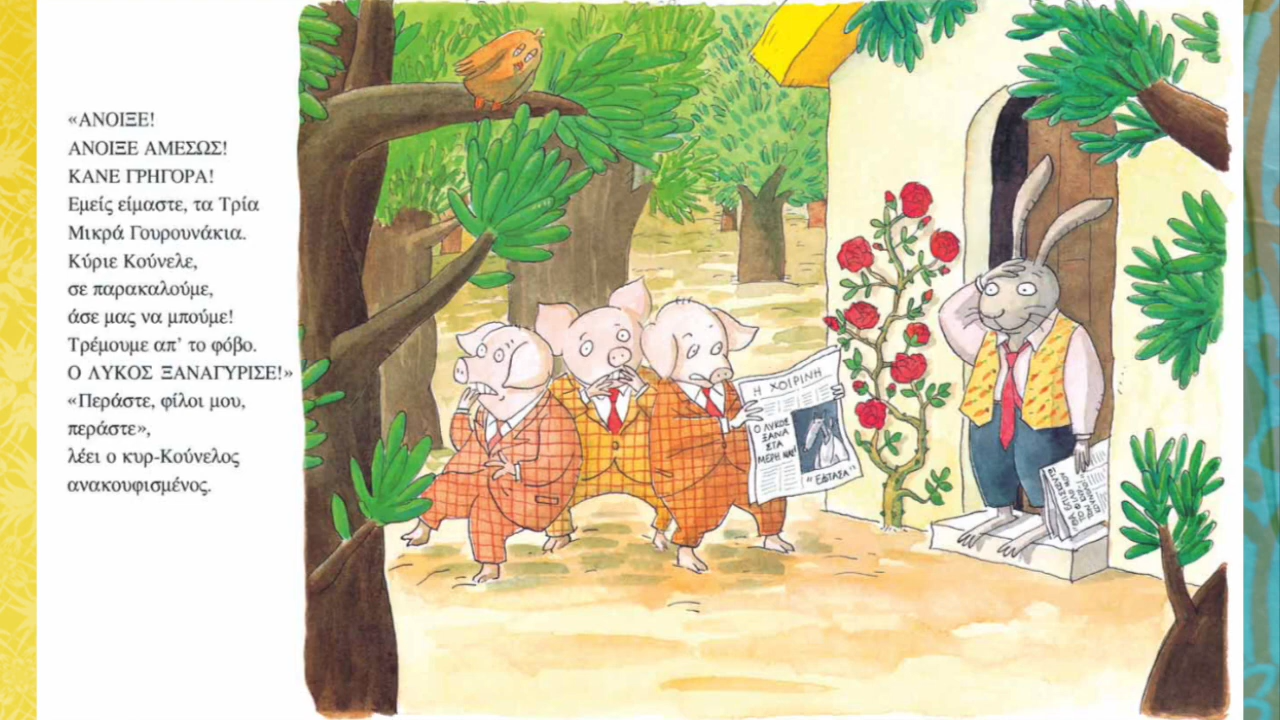 «ΑΝΟΙΞΕ!
ΑΝΟΙΞΕ ΑΜΕΣΩΣ!
ΚΑΝΕ ΓΡΗΓΟΡΑ!
Εμείς είμαστε, τα Τρία
Μικρά Γουρουνάκια.
Κύριε Κούνελε,
σε παρακαλούμε,
άσε μας να μπούμε!
Τρέμουμε απ’ το φόβο.
Ο ΛΥΚΟΣ ΞΑΝΑΓΥΡΙΣΕ!»
«Περάστε, φίλοι μου,
περάστε»,
λέει ο κυρ-Κούνελος
ανακουφισμένος.
Η ΧΟΙΡΙΝΗ
Ο ΛΥΚΟΣ
ΞΑΝΑ
ΣΤΑ
ΜΕΡΗ ΜΑΣ!
"ΕΦΤΑΣΑ"